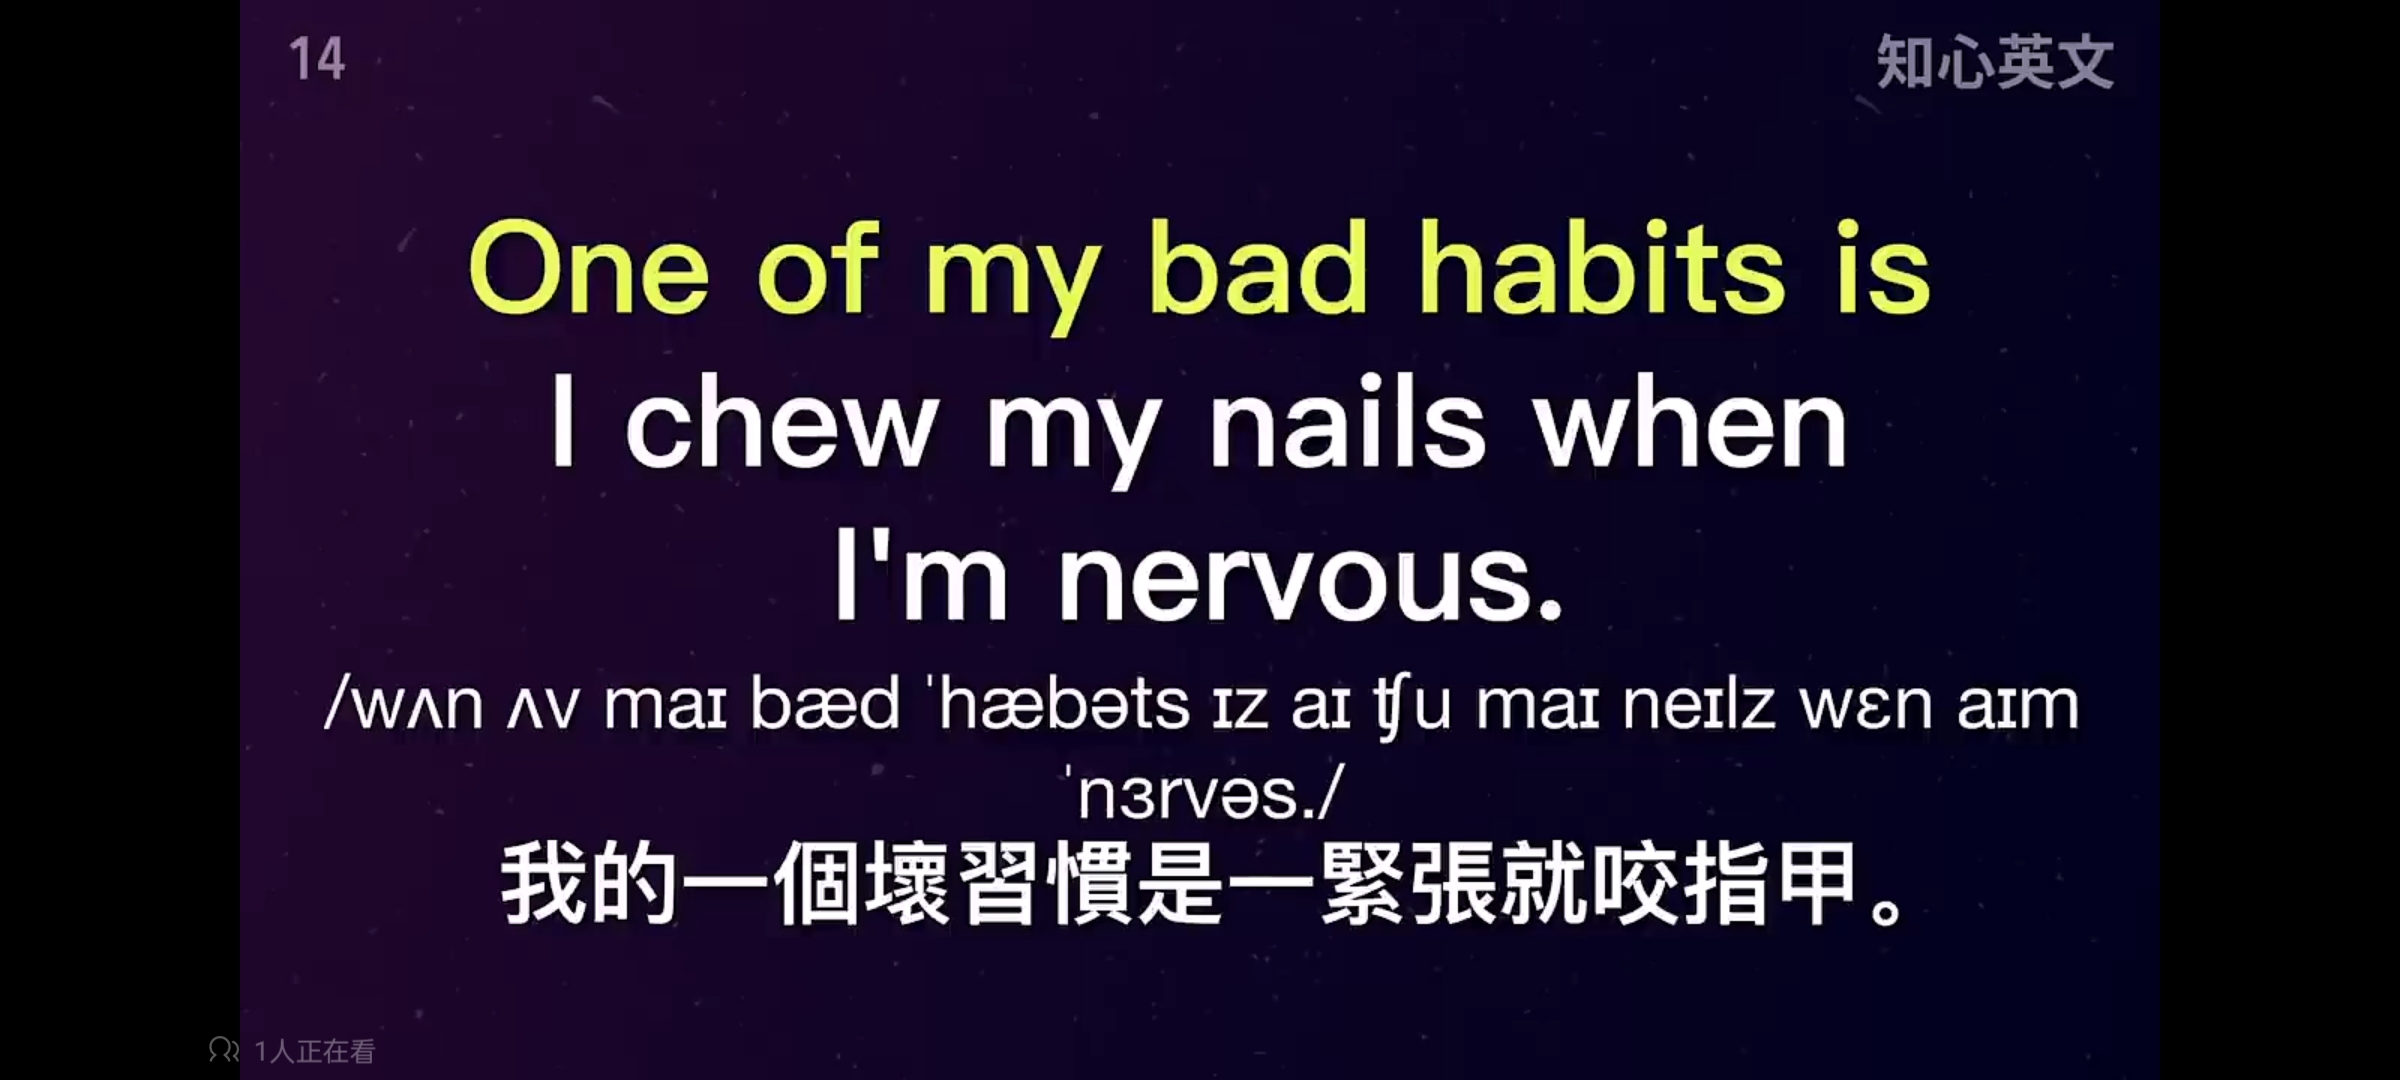 14
知心英文
One of my bad habits is
I chew my nails when
I'm nervous.
/wʌn ʌv maɪ bæd ˈhæbəts ɪz aɪ ʧu maɪ neɪlz wɛn aɪm
ˈnɜrvəs./
我的一個壞習慣是一緊張就咬指甲。
1人正在看